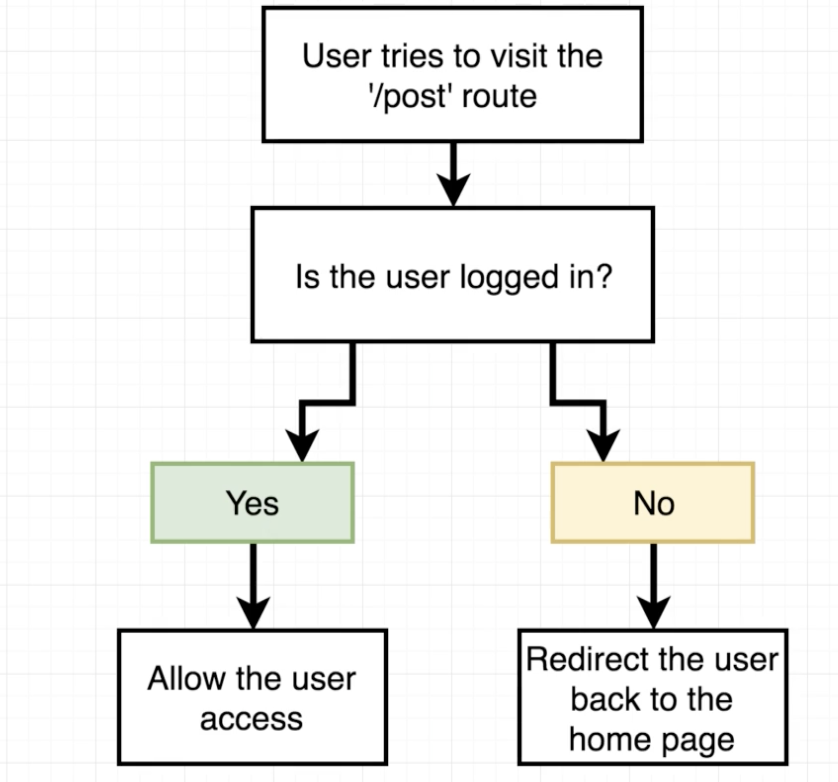 User tries to visit the
'/post' route
Is the user logged in?
Yes
No
Allow the user
access
Redirect the user
back to the
home page